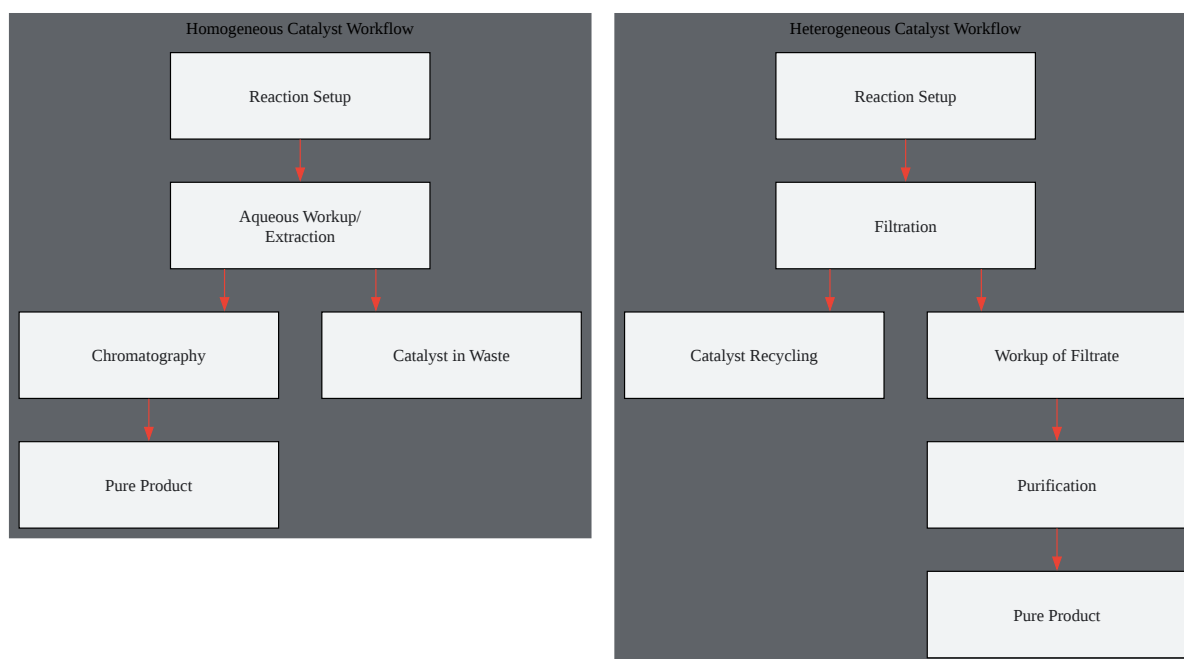 Homogeneous Catalyst Workflow
Reaction Setup
Aqueous Workup/
Extraction
Chromatography
Catalyst in Waste
Pure Product
Heterogeneous Catalyst Workflow
Reaction Setup
Filtration
Catalyst Recycling
Workup of Filtrate
Purification
Pure Product